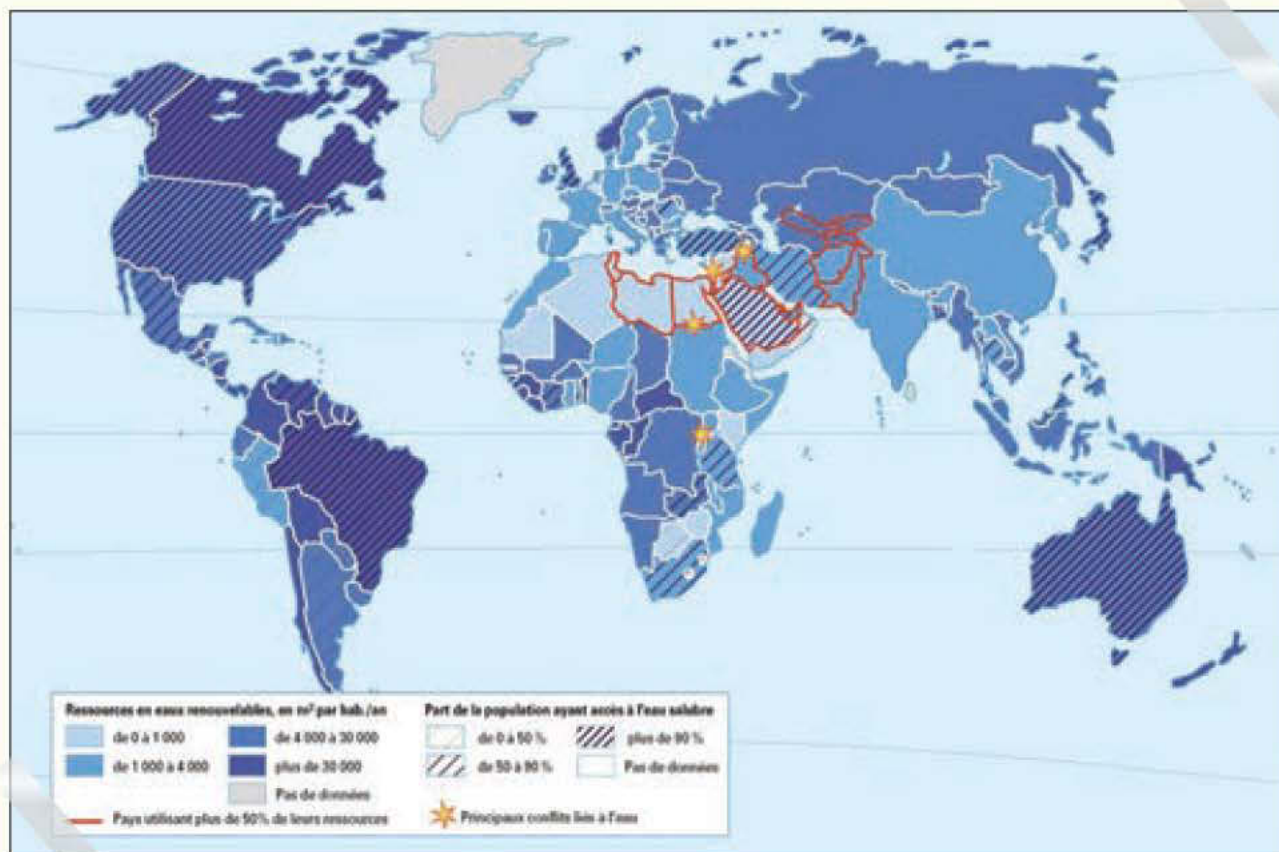 Ressources en eaux renouvelables, en m³ par hab./an
de 0 à 1 000
de 4 000 à 30 000
de 1 000 à 4 000
plus de 30 000
Pas de données
Pays utilisant plus de 50% de leurs ressources
Part de la population ayant accès à l'eau salubre
de 0 à 50 %
plus de 90 %
de 50 à 90 %
Pas de données
Principaux conflits liés à l'eau